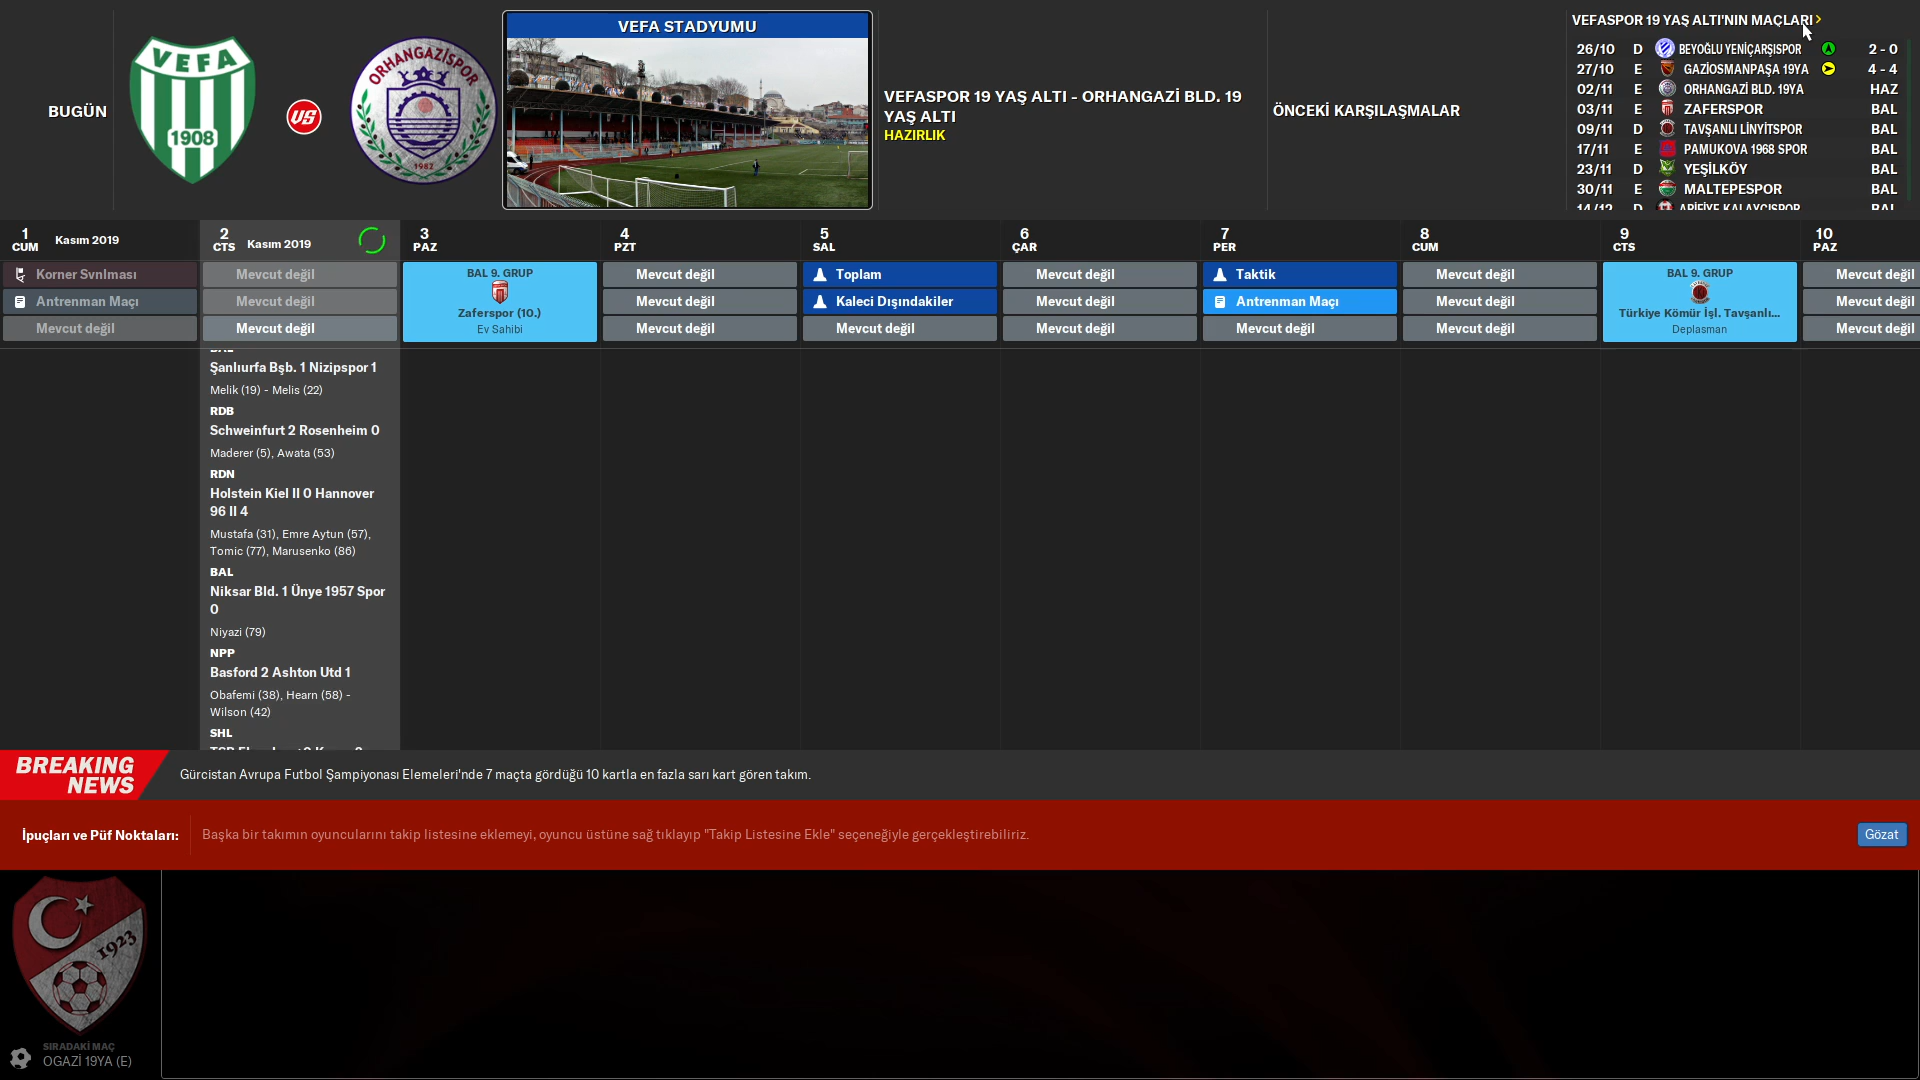 BUGÜN
VEFA
1908
US
ORHANGAZİSPOR
1982
VEFA STADYUMU
VEFASPOR 19 YAŞ ALTI - ORHANGAZİ BLD. 19
YAŞ ALTI
HAZIRLIK
ÖNCEKİ KARŞILAŞMALAR
VEFASPOR 19 YAŞ ALTI'NIN MAÇLARI
26/10 D BEYOĞLU YENİÇARŞISPOR 2 - 0
27/10 E GAZİOSMANPAŞA 19YA 4 - 4
02/11 E ORHANGAZİ BLD. 19YA HAZ
03/11 E ZAFERSPOR BAL
09/11 D TAVŞANLI LİNYİTSPOR BAL
17/11 E PAMUKOVA 1968 SPOR BAL
23/11 D YEŞİLKÖY BAL
30/11 E MALTEPESPOR BAL
14/12 D ARİFİYE KALAYCISPOR BAL
1 CUM Kasım 2019
2 CTS Kasım 2019
3 PAZ
4 PZT
5 SAL
6 ÇAR
7 PER
8 CUM
9 CTS
10 PAZ
Korner Svnlması
Antrenman Maçı
Mevcut değil
Mevcut değil
Mevcut değil
Mevcut değil
BAL 9. GRUP
Zaferspor (10.)
Ev Sahibi
Mevcut değil
Mevcut değil
Mevcut değil
Toplam
Kaleci Dışındakiler
Mevcut değil
Mevcut değil
Mevcut değil
Mevcut değil
Taktik
Antrenman Maçı
Mevcut değil
Mevcut değil
Mevcut değil
Mevcut değil
BAL 9. GRUP
Türkiye Kömür İşl. Tavşanlı...
Deplasman
Mevcut değil
Mevcut değil
Mevcut değil
BAL
Şanlıurfa Bşb. 1 Nizipspor 1
Melik (19) - Melis (22)
RDB
Schweinfurt 2 Rosenheim 0
Maderer (5), Awata (53)
RDN
Holstein Kiel II 0 Hannover
96 II 4
Mustafa (31), Emre Aytun (57),
Tomic (77), Marusenko (86)
BAL
Niksar Bld. 1 Ünye 1957 Spor
0
Niyazi (79)
NPP
Basford 2 Ashton Utd 1
Obafemi (38), Hearn (58) -
Wilson (42)
SHL
BREAKING
NEWS
Gürcistan Avrupa Futbol Şampiyonası Elemeleri'nde 7 maçta gördüğü 10 kartla en fazla sarı kart gören takım.
İpuçları ve Püf Noktaları:
Başka bir takımın oyuncularını takip listesine eklemeyi, oyuncu üstüne sağ tıklayıp "Takip Listesine Ekle" seçeneğiyle gerçekleştirebiliriz.
Gözat
1923
SIRADAKİ MAÇ
OGAZİ 19YA (E)